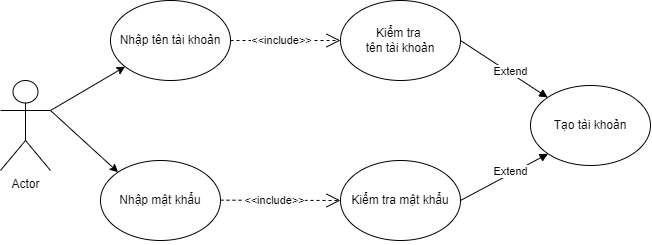 Nhập tên tài khoản
<<include>>
Kiểm tra
tên tài khoản
Extend
Tạo tài khoản
Actor
Nhập mật khẩu
<<include>>
Kiểm tra mật khẩu
Extend